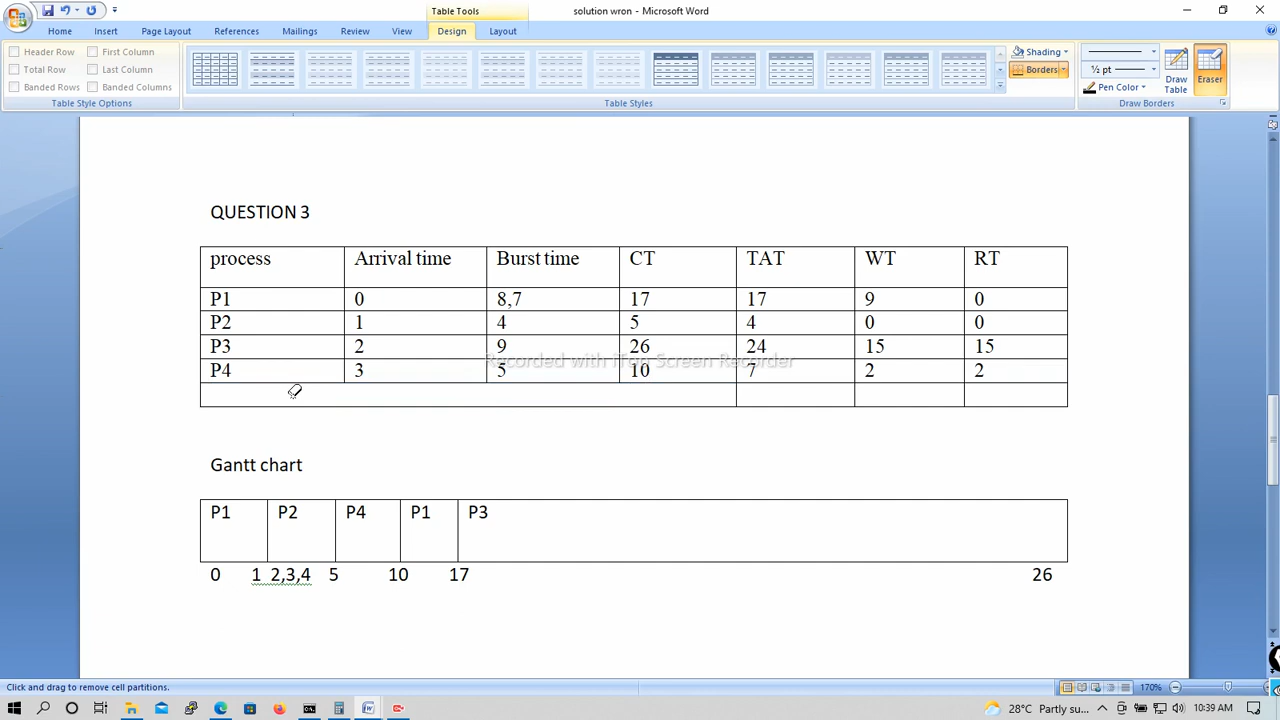 Table Tools
solution wron - Microsoft Word
Home Insert Page Layout References Mailings Review View Design Layout
Header Row First Column
Total Row Last Column
Banded Rows Banded Columns
Shading
Borders
½ pt
Pen Color
Draw Table
Eraser
Table Style Options Table Styles Draw Borders
QUESTION 3
process Arrival time Burst time CT TAT WT RT
P1 0 8,7 17 17 9 0
P2 1 4 5 4 0 0
P3 2 9 26 24 15 15
Recorded with iTop Screen Recorder
P4 3 5 10 7 2 2
Gantt chart
P1 P2 P4 P1 P3
0 1 2,3,4 5 10 17 26
Click and drag to remove cell partitions.
170%
28°C Partly su...
10:39 AM